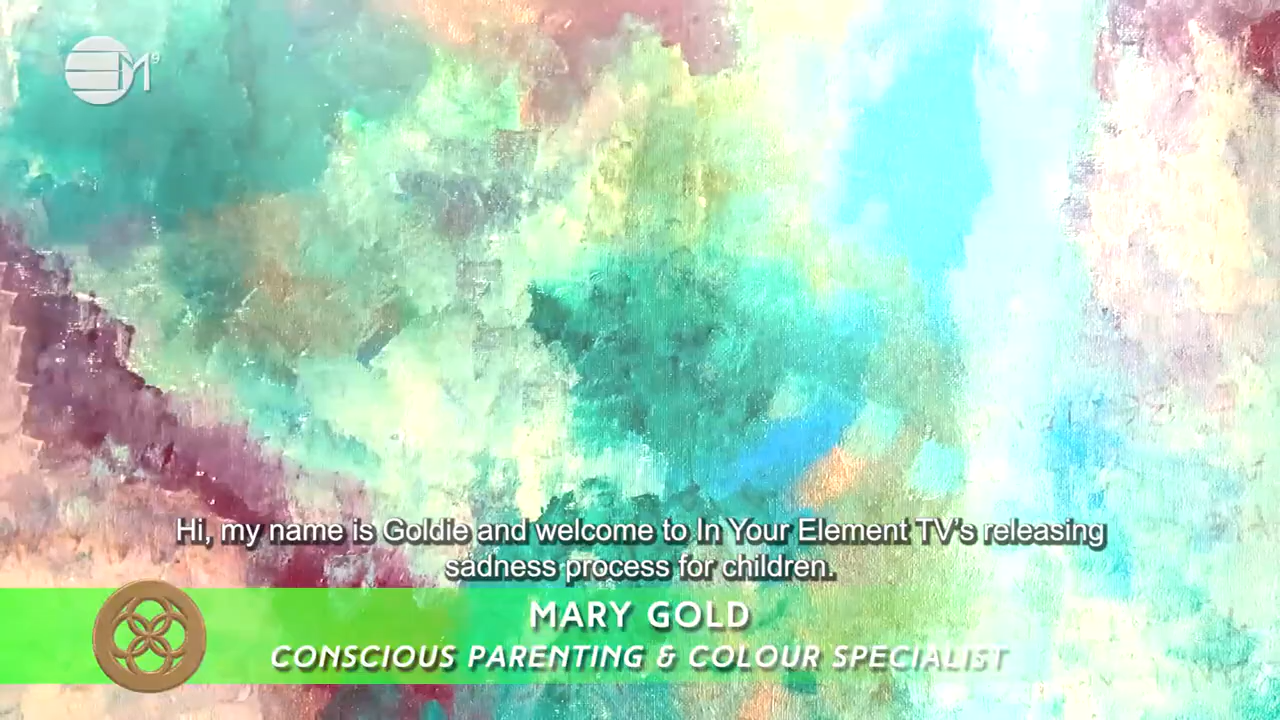 EM9
Hi, my name is Goldie and welcome to In Your Element TV's releasing
sadness process for children.
MARY GOLD
CONSCIOUS PARENTING & COLOUR SPECIALIST